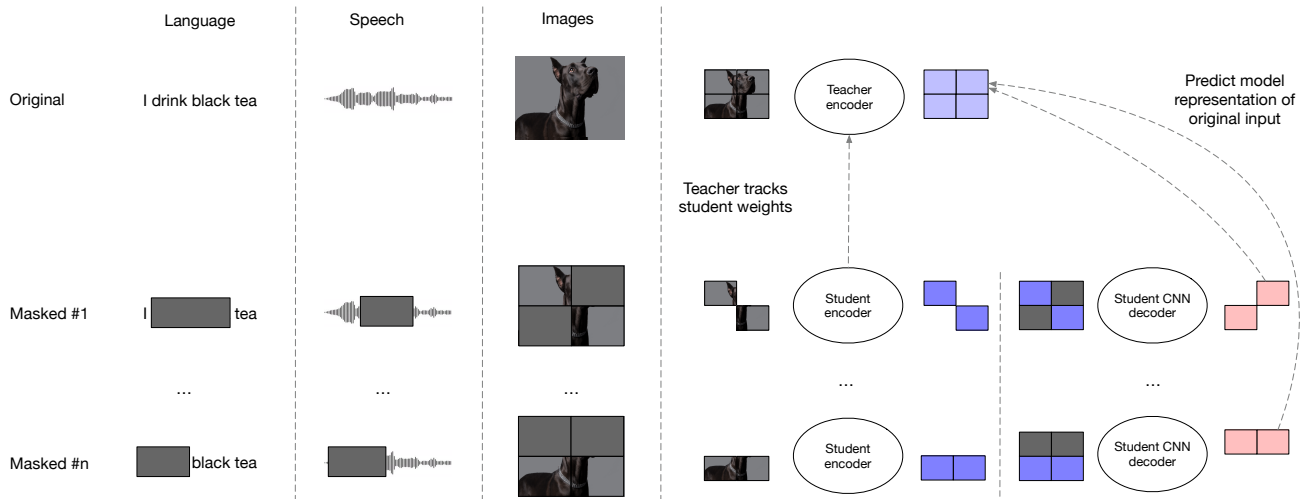 Language
Speech
Images
Original
I drink black tea
Teacher
encoder
Predict model
representation of
original input
Teacher tracks
student weights
Masked #1
I
tea
Student
encoder
Student CNN
decoder
...
...
...
...
...
Masked #n
black tea
Student
encoder
Student CNN
decoder